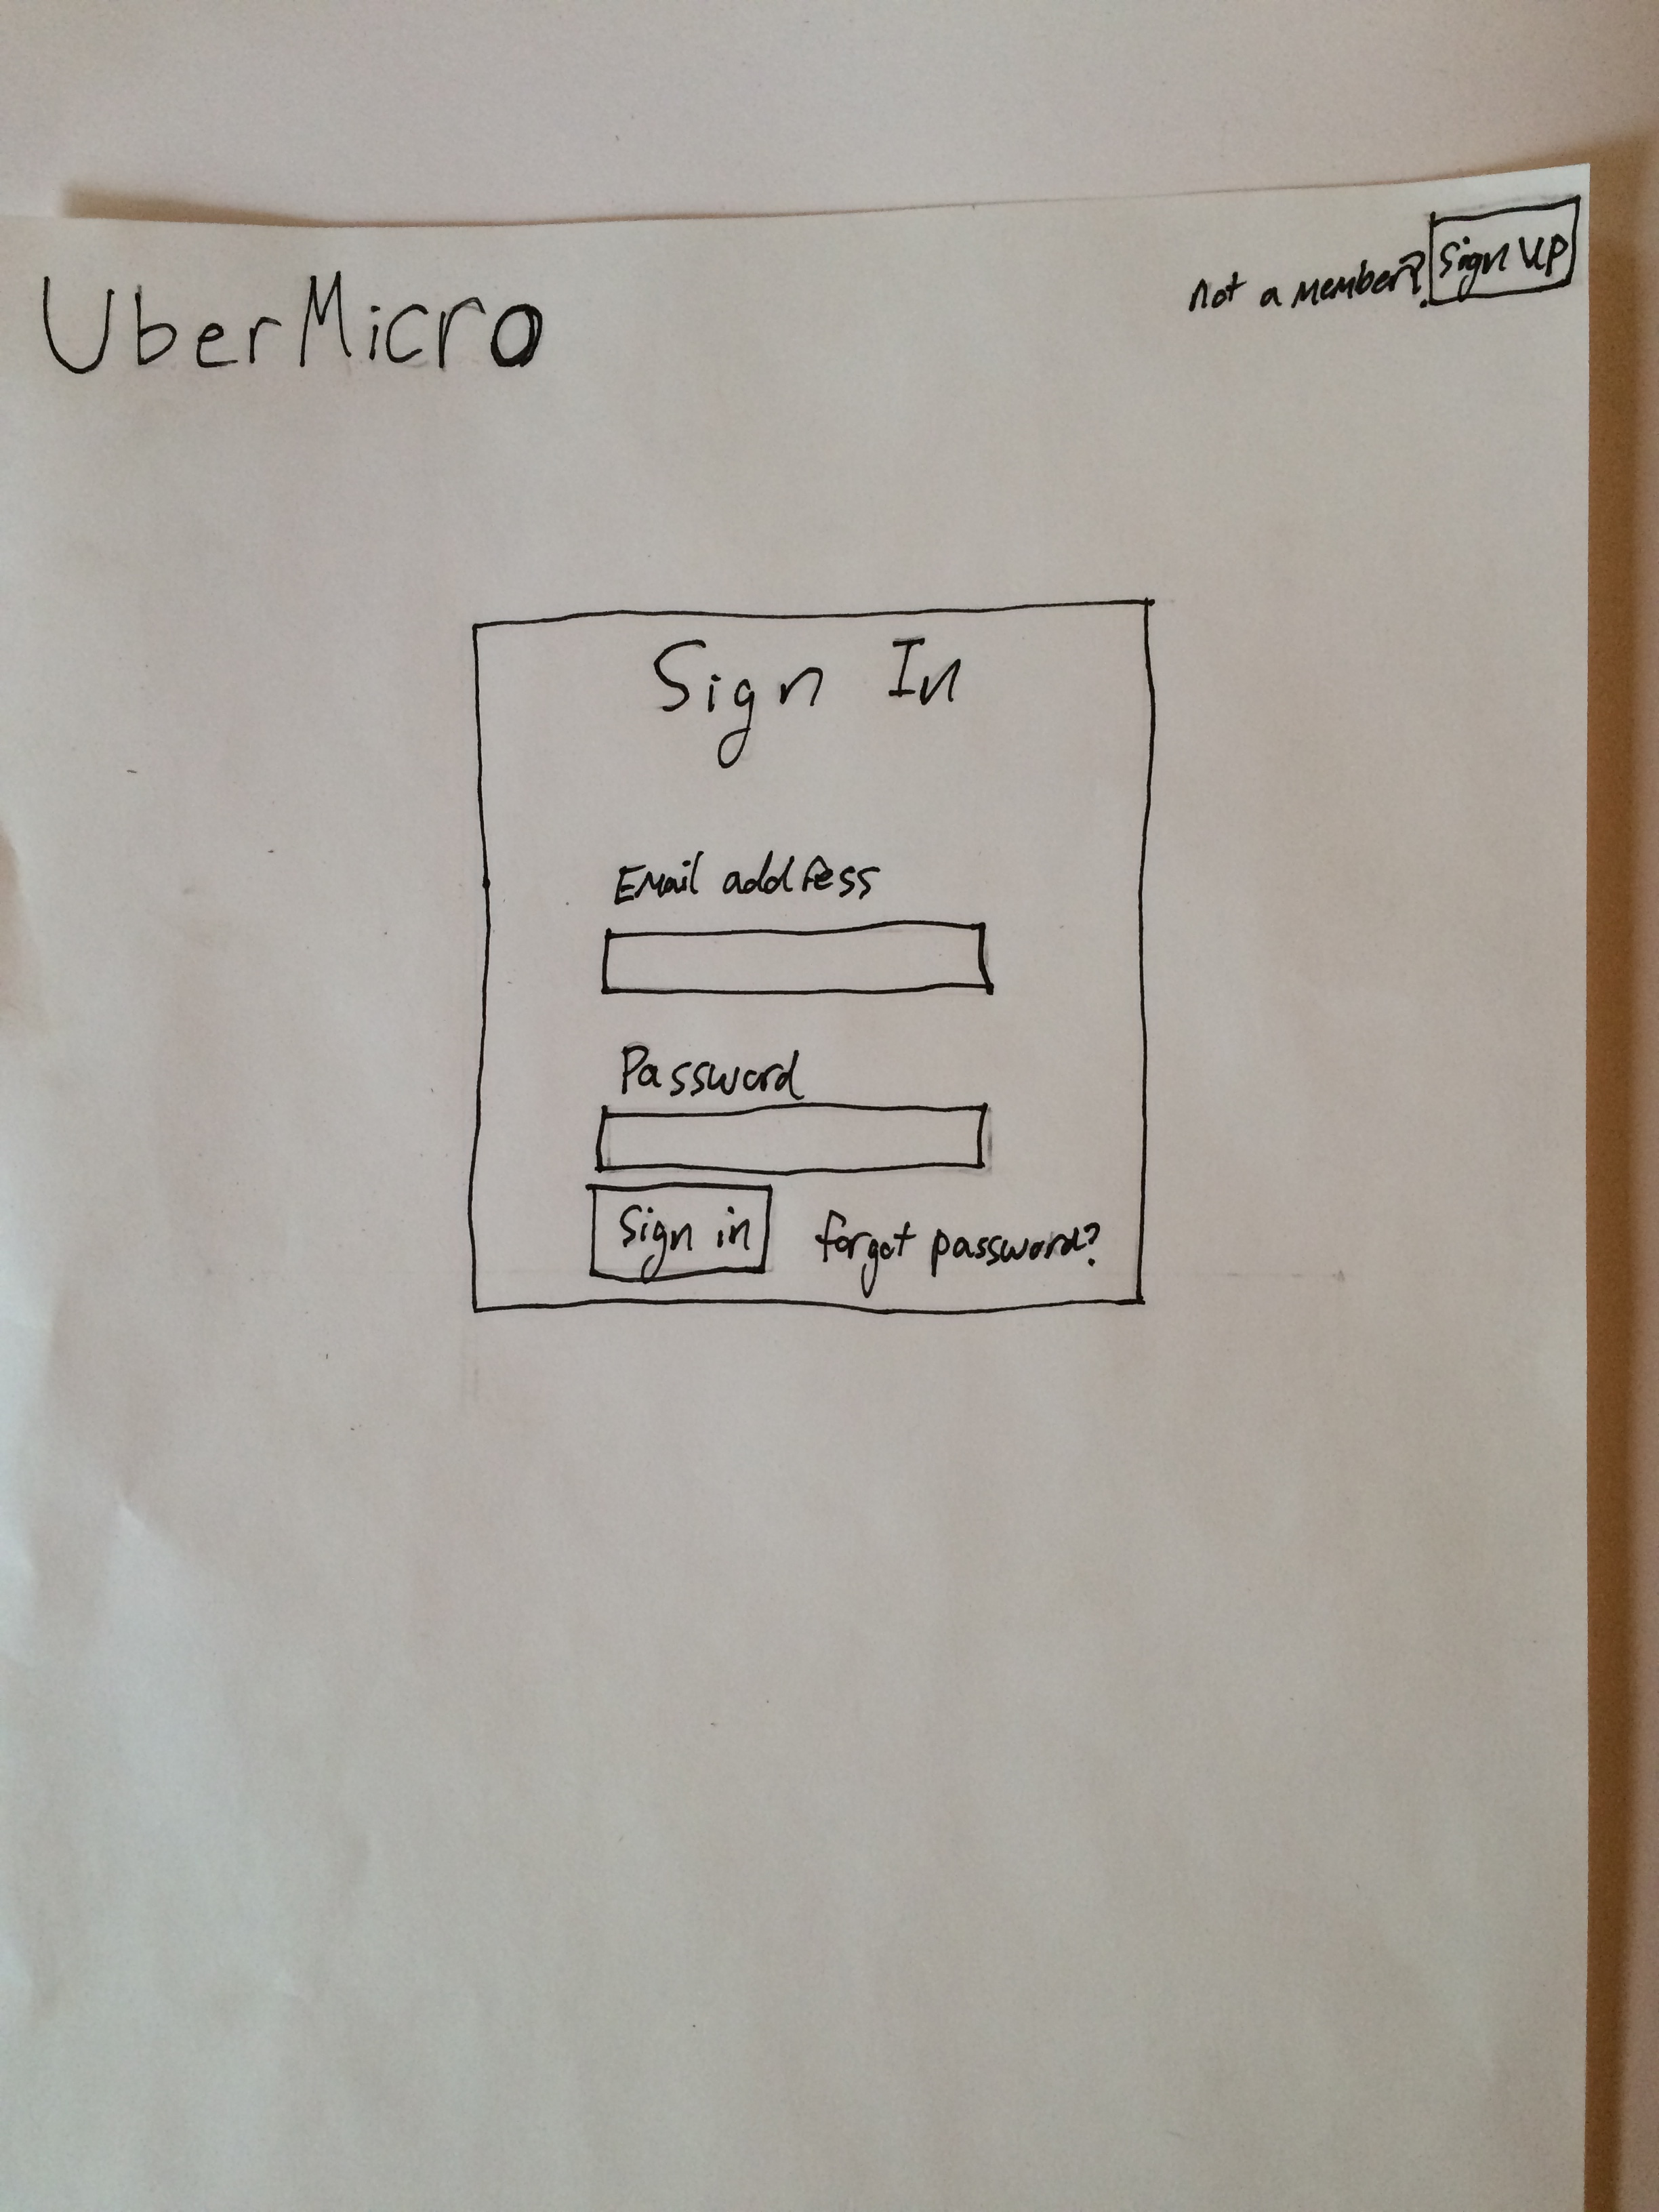 UberMicro
not a member? Sign Up
Sign In
Email address
Password
Sign in forgot password?